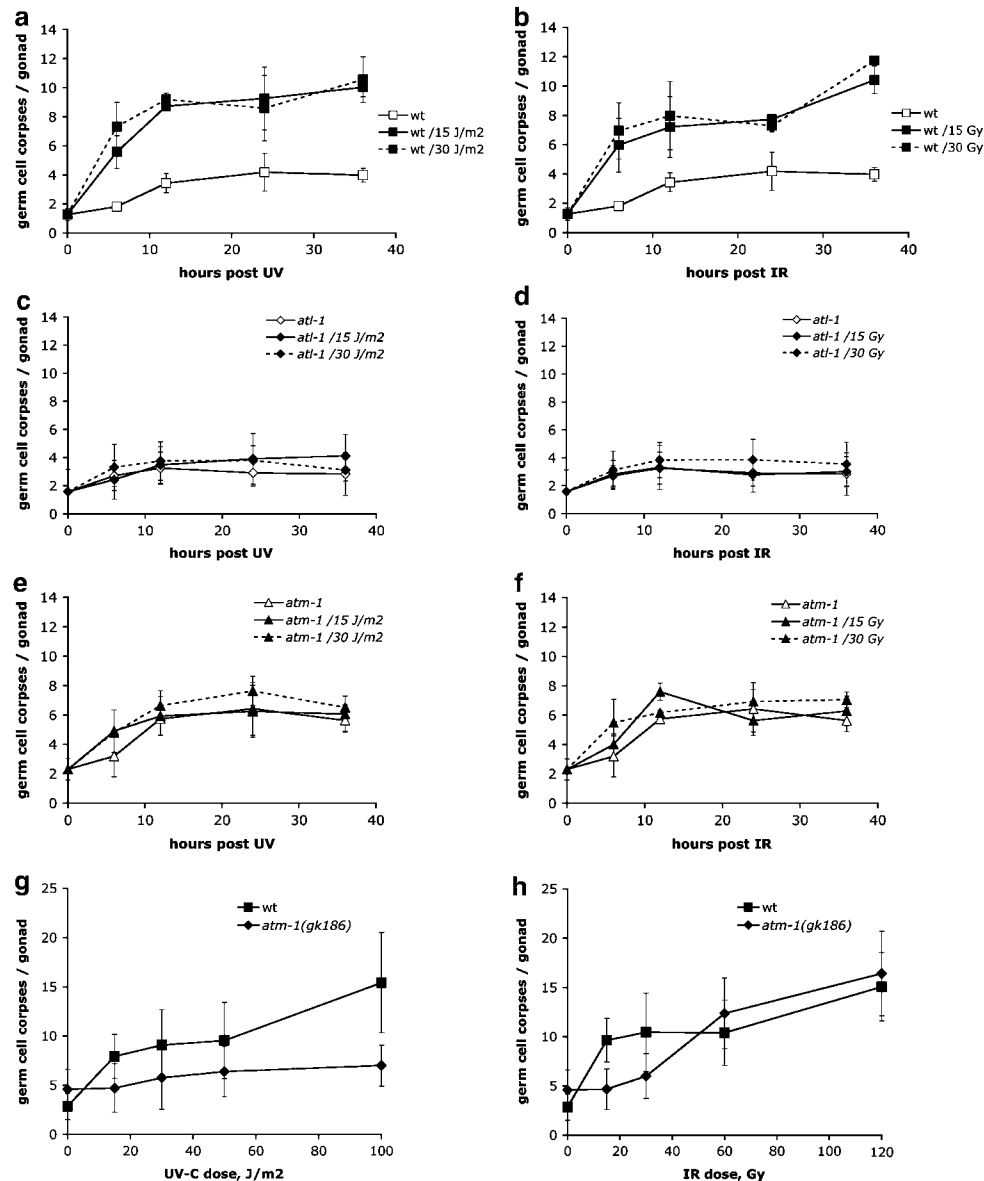 a
14
12
10
8
6
4
2
0
0 10 20 30 40
germ cell corpses / gonad
hours post UV
wt
wt /15 J/m2
wt /30 J/m2
b
14
12
10
8
6
4
2
0
0 10 20 30 40
germ cell corpses / gonad
hours post IR
wt
wt /15 Gy
wt /30 Gy
c
14
12
10
8
6
4
2
0
0 10 20 30 40
germ cell corpses / gonad
hours post UV
atl-1
atl-1 /15 J/m2
atl-1 /30 J/m2
d
14
12
10
8
6
4
2
0
0 10 20 30 40
germ cell corpses / gonad
hours post IR
atl-1
atl-1 /15 Gy
atl-1 /30 Gy
e
14
12
10
8
6
4
2
0
0 10 20 30 40
germ cell corpses / gonad
hours post UV
atm-1
atm-1 /15 J/m2
atm-1 /30 J/m2
f
14
12
10
8
6
4
2
0
0 10 20 30 40
germ cell corpses / gonad
hours post IR
atm-1
atm-1 /15 Gy
atm-1 /30 Gy
g
25
20
15
10
5
0
0 20 40 60 80 100
germ cell corpses / gonad
UV-C dose, J/m2
wt
atm-1(gk186)
h
25
20
15
10
5
0
0 20 40 60 80 100 120
germ cell corpses / gonad
IR dose, Gy
wt
atm-1(gk186)